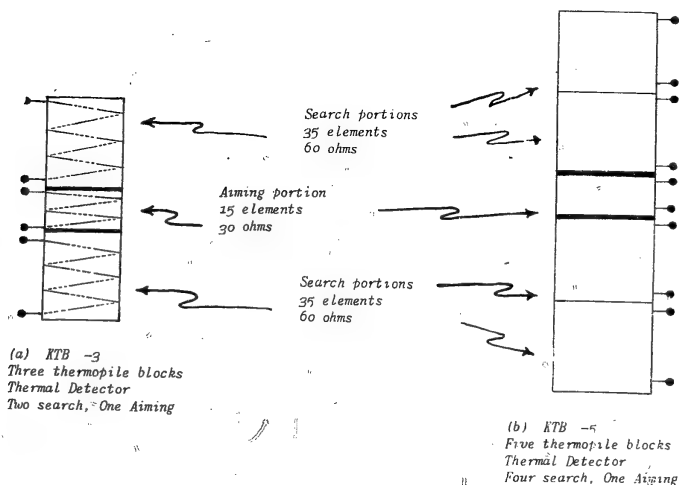 Search portions
35 elements
60 ohms
Aiming portion
15 elements
30 ohms
Search portions
35 elements
60 ohms
(a) KTB -3
Three thermopile blocks
Thermal Detector
Two search, One Aiming
(b) KTB -5
Five thermopile blocks
Thermal Detector
Four search, One Aiming